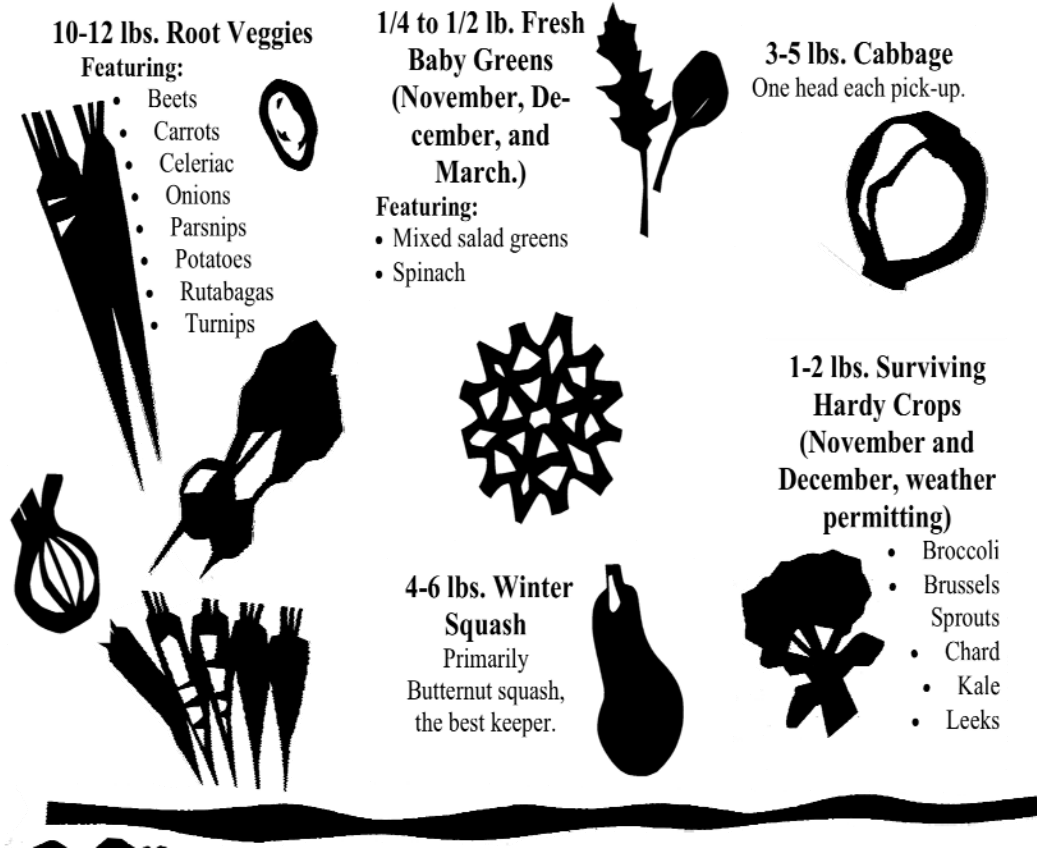 10-12 lbs. Root Veggies
Featuring:
• Beets
• Carrots
• Celeriac
• Onions
• Parsnips
• Potatoes
• Rutabagas
• Turnips
1/4 to 1/2 lb. Fresh
Baby Greens
(November, De-
cember, and
March.)
Featuring:
• Mixed salad greens
• Spinach
3-5 lbs. Cabbage
One head each pick-up.
4-6 lbs. Winter
Squash
Primarily
Butternut squash,
the best keeper.
1-2 lbs. Surviving
Hardy Crops
(November and
December, weather
permitting)
• Broccoli
• Brussels
Sprouts
• Chard
• Kale
• Leeks